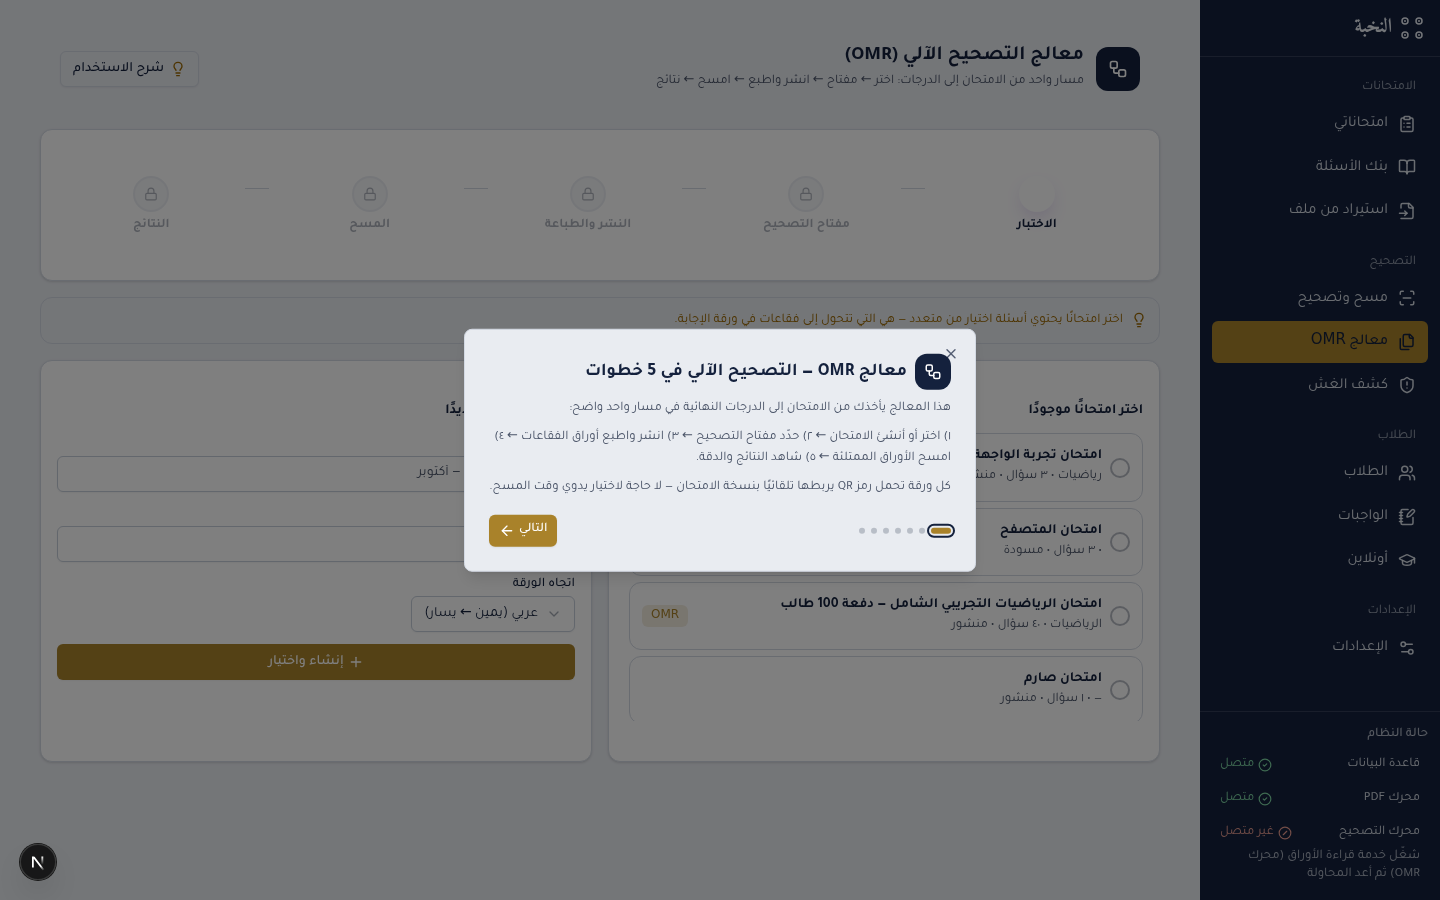 النخبة
الامتحانات
امتحاناتي
بنك الأسئلة
استيراد من ملف
التصحيح
مسح وتصحيح
معالج OMR
كشف الغش
الطلاب
الطلاب
الواجبات
أونلاين
الإعدادات
الإعدادات
حالة النظام
قاعدة البيانات متصل
محرك PDF متصل
محرك التصحيح غير متصل
شغّل خدمة قراءة الأوراق (محرك
OMR) ثم أعد المحاولة
معالج التصحيح الآلي (OMR)
مسار واحد من الامتحان إلى الدرجات: اختر ← مفتاح ← انشر واطبع ← امسح ← نتائج
شرح الاستخدام
الاختبار
مفتاح التصحيح
النشر والطباعة
المسح
النتائج
اختر امتحانًا يحتوي أسئلة اختيار من متعدد – هي التي تتحول إلى فقاعات في ورقة الإجابة.
معالج OMR – التصحيح الآلي في 5 خطوات
هذا المعالج يأخذك من الامتحان إلى الدرجات النهائية في مسار واحد واضح:
١) اختر أو أنشئ الامتحان ← ٢) حدّد مفتاح التصحيح ← ٣) انشر واطبع أوراق الفقاعات ← ٤)
امسح الأوراق الممتلئة ← ٥) شاهد النتائج والدقة.
كل ورقة تحمل رمز QR يربطها تلقائيًا بنسخة الامتحان – لا حاجة لاختيار يدوي وقت المسح.
التالي
اختر امتحانًا موجودًا
امتحان تجربة الواجهة
رياضيات • ٣ سؤال •
امتحان المتصفح
٣٠ سؤال • مسودة
امتحان الرياضيات التجريبي الشامل – دفعة 100 طالب
الرياضيات • ٤٠ سؤال • منشور
OMR
امتحان صارم
– • ١٠ سؤال • منشور
– أكتوبر
اتجاه الورقة
عربي (يمين ← يسار)
إنشاء واختيار
N